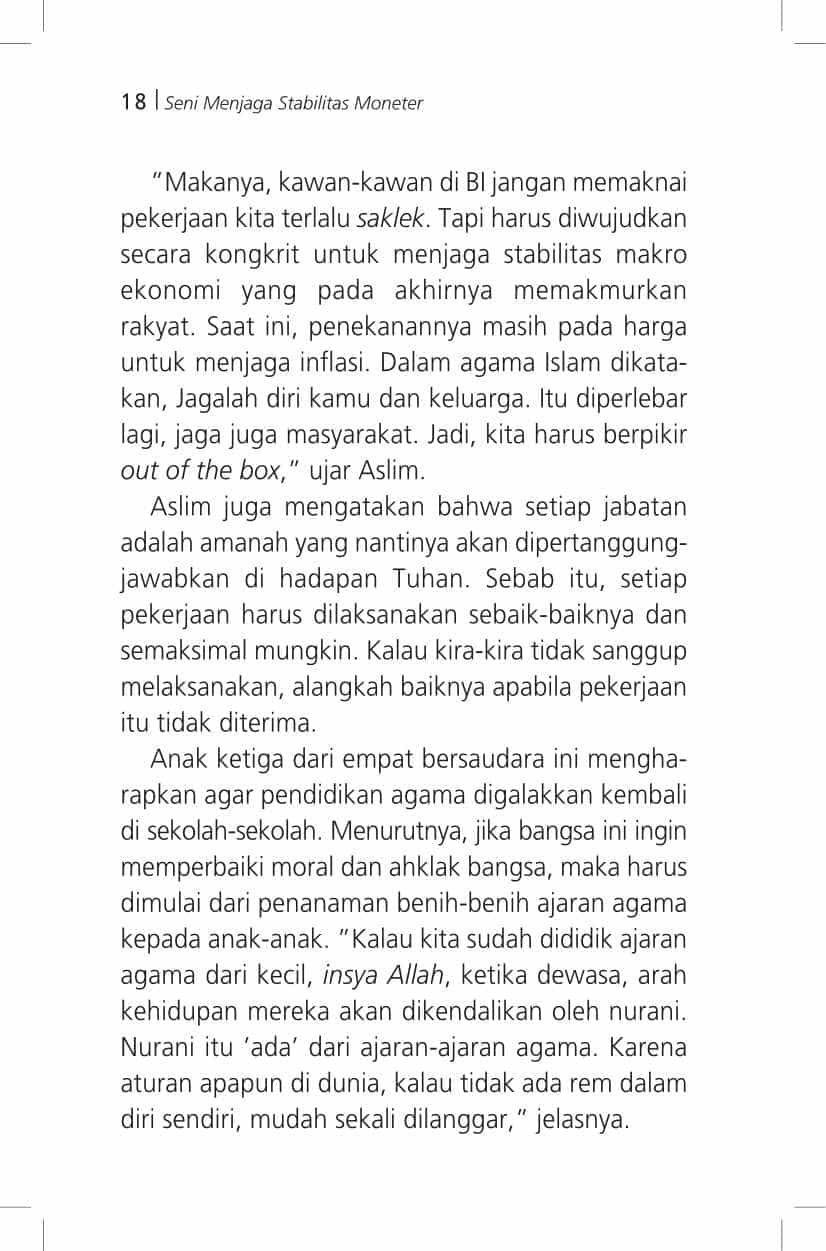 18 | Seni Menjaga Stabilitas Moneter
”Makanya, kawan-kawan di BI jangan memaknai
pekerjaan kita terlalu saklek. Tapi harus diwujudkan
secara kongkrit untuk menjaga stabilitas makro
ekonomi yang pada akhirnya memakmurkan
rakyat. Saat ini, penekanannya masih pada harga
untuk menjaga inflasi. Dalam agama Islam dikata-
kan, Jagalah diri kamu dan keluarga. Itu diperlebar
lagi, jaga juga masyarakat. Jadi, kita harus berpikir
out of the box,” ujar Aslim.
Aslim juga mengatakan bahwa setiap jabatan
adalah amanah yang nantinya akan dipertanggung-
jawabkan di hadapan Tuhan. Sebab itu, setiap
pekerjaan harus dilaksanakan sebaik-baiknya dan
semaksimal mungkin. Kalau kira-kira tidak sanggup
melaksanakan, alangkah baiknya apabila pekerjaan
itu tidak diterima.
Anak ketiga dari empat bersaudara ini mengha-
rapkan agar pendidikan agama digalakkan kembali
di sekolah-sekolah. Menurutnya, jika bangsa ini ingin
memperbaiki moral dan ahklak bangsa, maka harus
dimulai dari penanaman benih-benih ajaran agama
kepada anak-anak. ”Kalau kita sudah dididik ajaran
agama dari kecil, insya Allah, ketika dewasa, arah
kehidupan mereka akan dikendalikan oleh nurani.
Nurani itu ’ada’ dari ajaran-ajaran agama. Karena
aturan apapun di dunia, kalau tidak ada rem dalam
diri sendiri, mudah sekali dilanggar,” jelasnya.